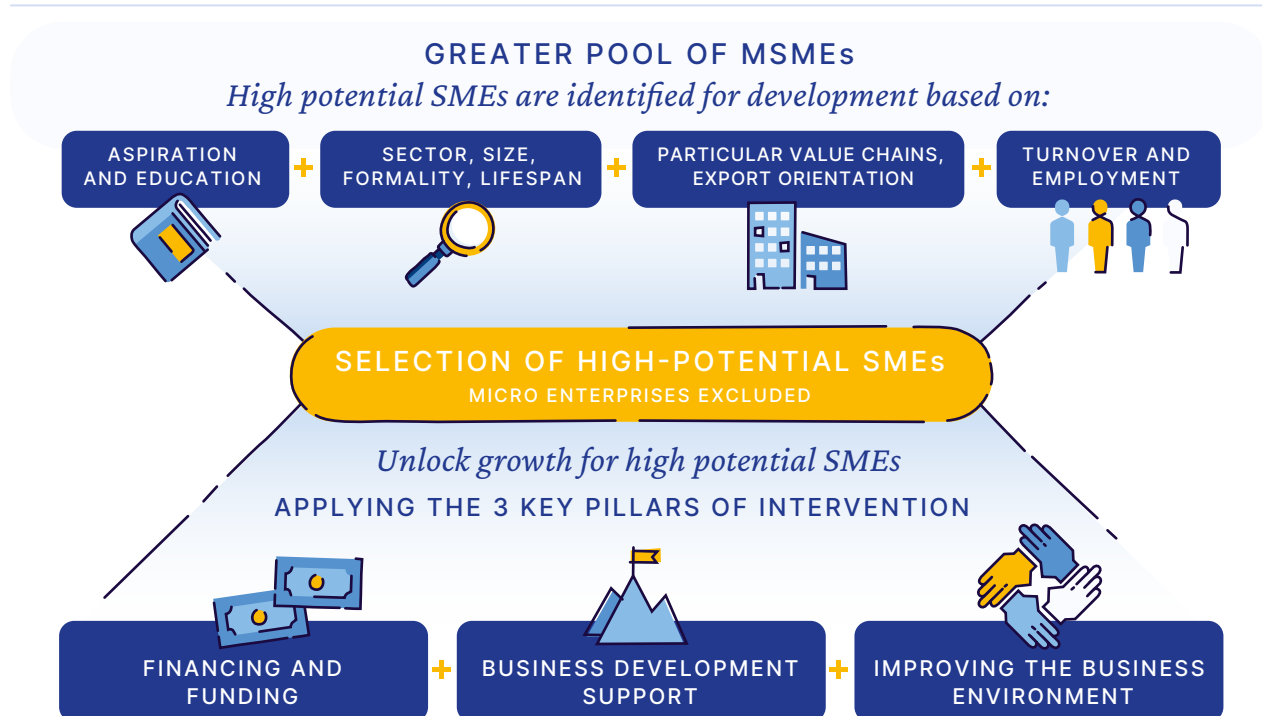 GREATER POOL OF MSMEs
High potential SMEs are identified for development based on:
ASPIRATION
AND EDUCATION
+
SECTOR, SIZE,
FORMALITY, LIFESPAN
+
PARTICULAR VALUE CHAINS,
EXPORT ORIENTATION
+
TURNOVER AND
EMPLOYMENT
SELECTION OF HIGH-POTENTIAL SMEs
MICRO ENTERPRISES EXCLUDED
Unlock growth for high potential SMEs
APPLYING THE 3 KEY PILLARS OF INTERVENTION
FINANCING AND
FUNDING
+
BUSINESS DEVELOPMENT
SUPPORT
+
IMPROVING THE BUSINESS
ENVIRONMENT